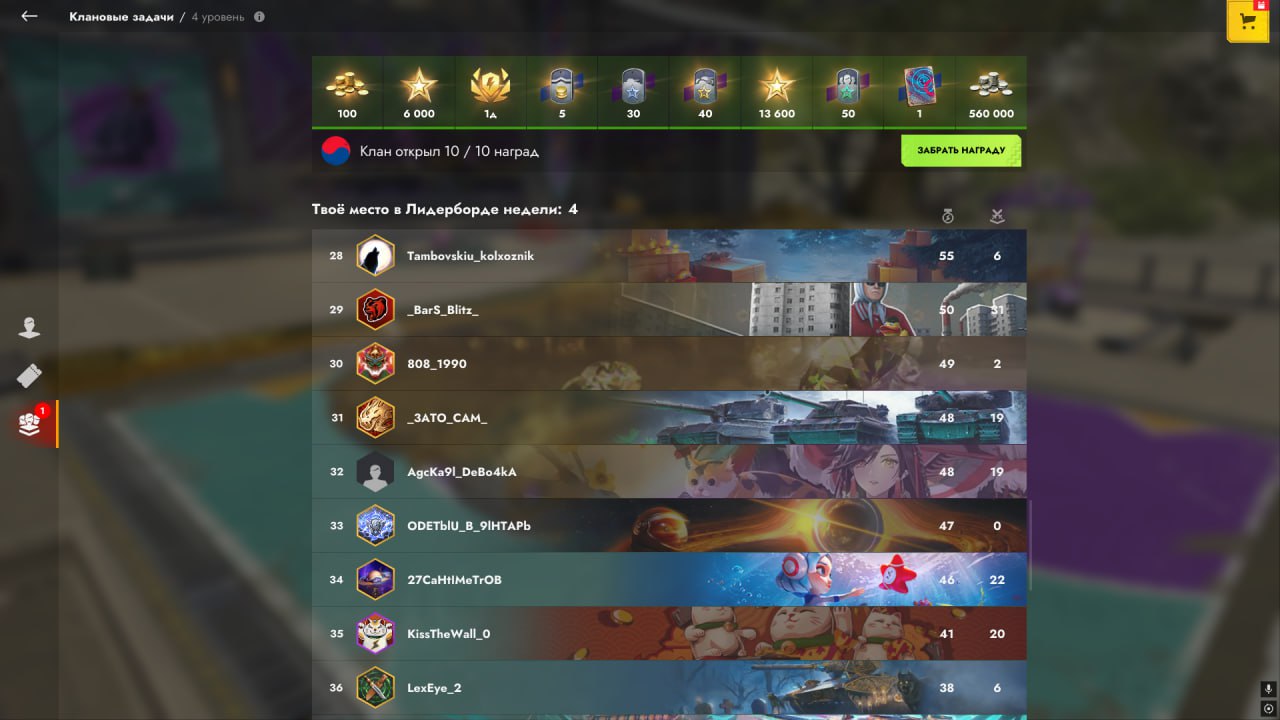 Клановые задачи / 4 уровень
100 6 000 1д 5 30 40 13 600 50 1 560 000
Клан открыл 10 / 10 наград
ЗАБРАТЬ НАГРАДУ
Твоё место в Лидерборде недели: 4
28 Tambovskiu_kolxoznik 55 6
29 _BarS_Blitz_ 50 31
30 808_1990 49 2
31 _3ATO_CAM_ 48 19
1
32 AgcKa9l_DeBo4kA 48 19
33 ODETblU_B_9lHTAPb 47 0
34 27CaHtIMeTrOB 46 22
35 KissTheWall_0 41 20
36 LexEye_2 38 6